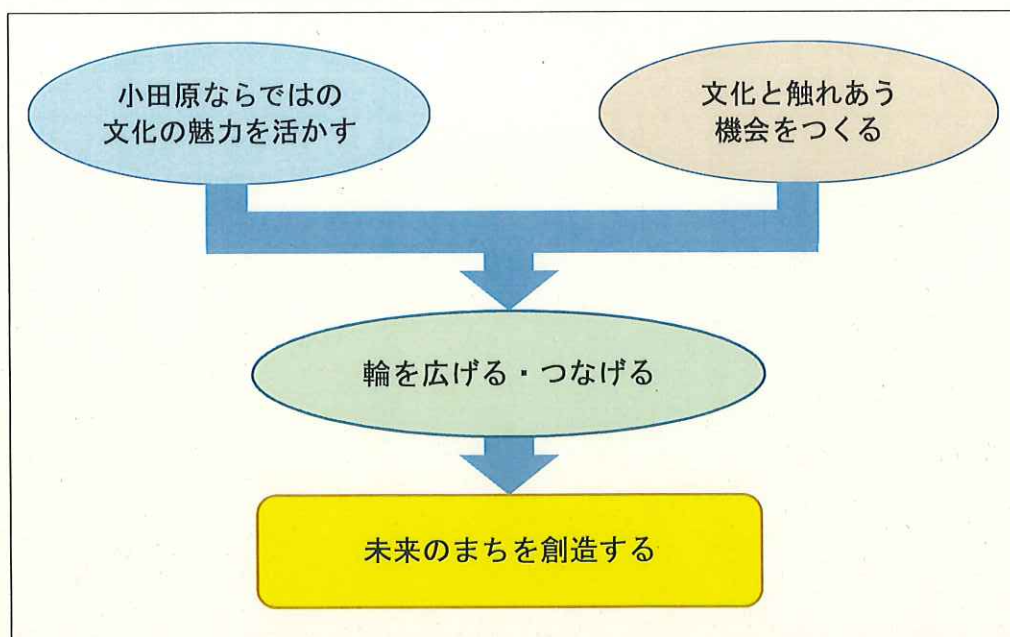 小田原ならではの
文化の魅力を活かす
文化と触れあう
機会をつくる
輪を広げる・つなげる
未来のまちを創造する